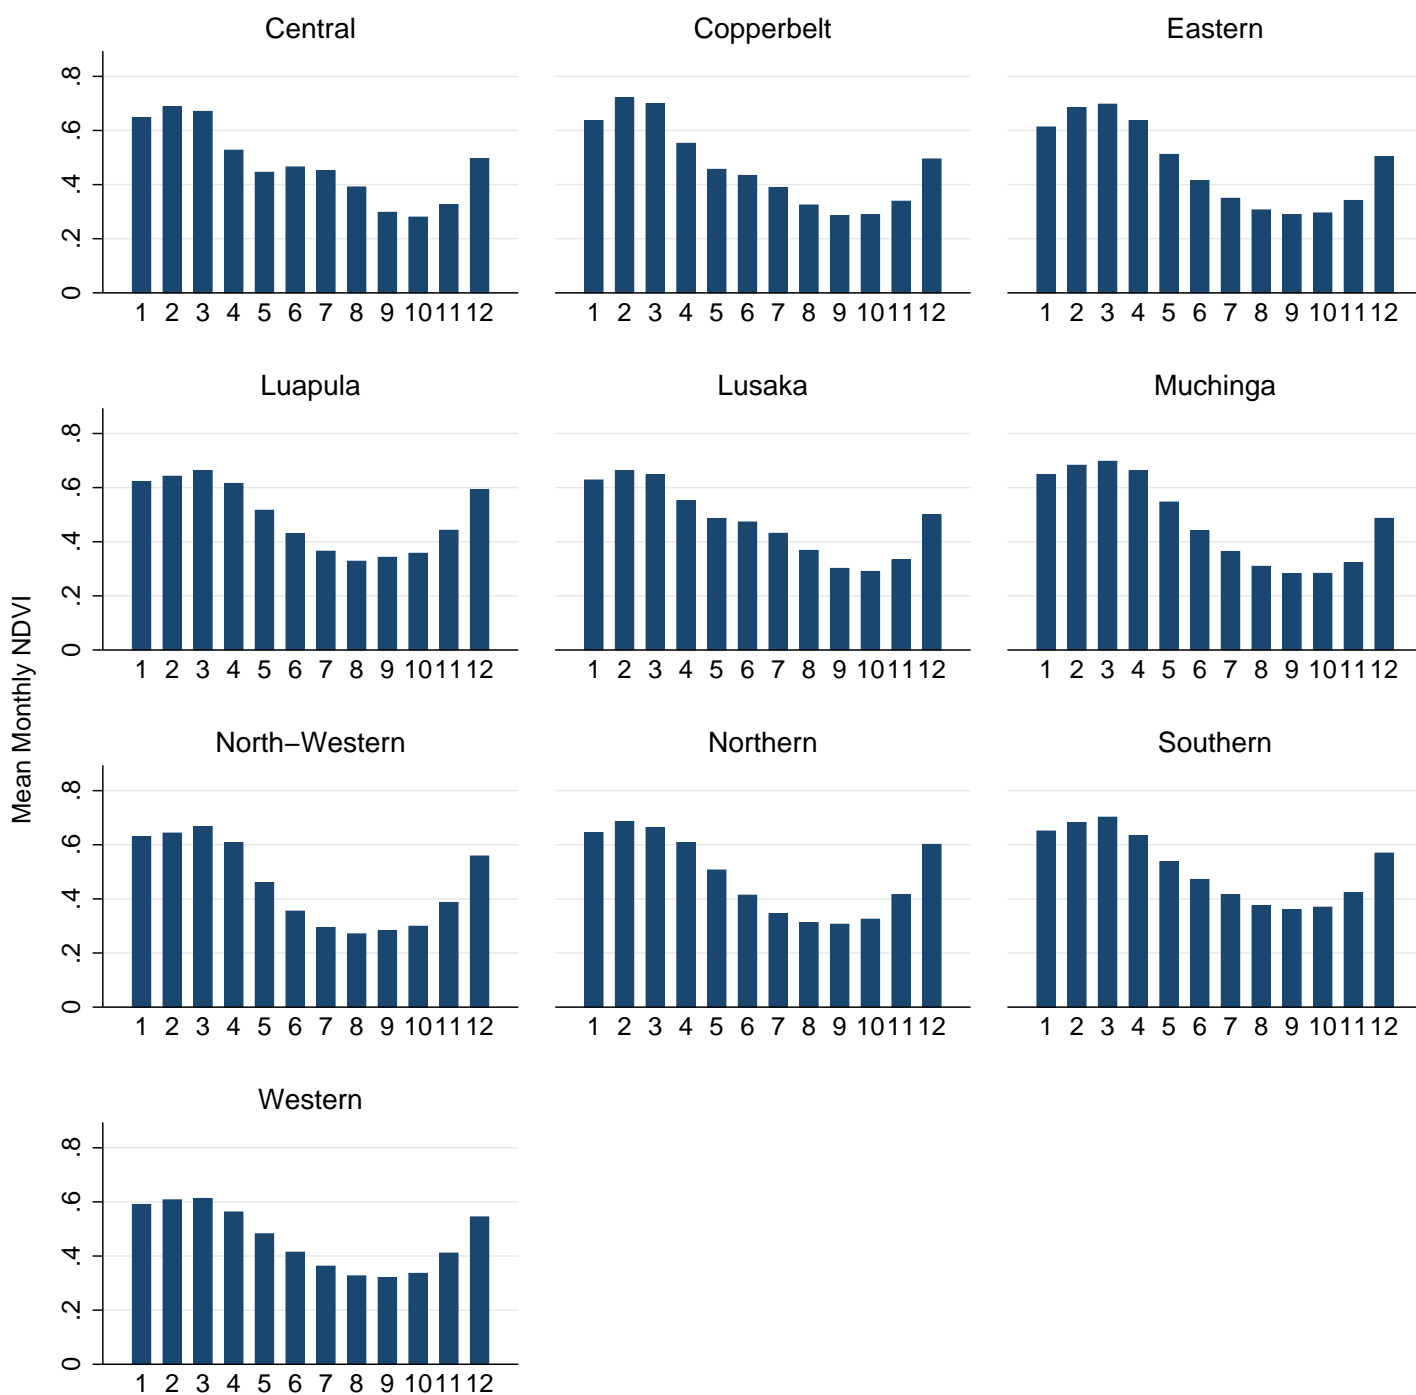 Mean Monthly NDVI
Central
Copperbelt
Eastern
.8
.6
.4
.2
0
1 2 3 4 5 6 7 8 9 10 11 12
1 2 3 4 5 6 7 8 9 10 11 12
1 2 3 4 5 6 7 8 9 10 11 12
Luapula
Lusaka
Muchinga
.8
.6
.4
.2
0
1 2 3 4 5 6 7 8 9 10 11 12
1 2 3 4 5 6 7 8 9 10 11 12
1 2 3 4 5 6 7 8 9 10 11 12
North−Western
Northern
Southern
.8
.6
.4
.2
0
1 2 3 4 5 6 7 8 9 10 11 12
1 2 3 4 5 6 7 8 9 10 11 12
1 2 3 4 5 6 7 8 9 10 11 12
Western
.8
.6
.4
.2
0
1 2 3 4 5 6 7 8 9 10 11 12